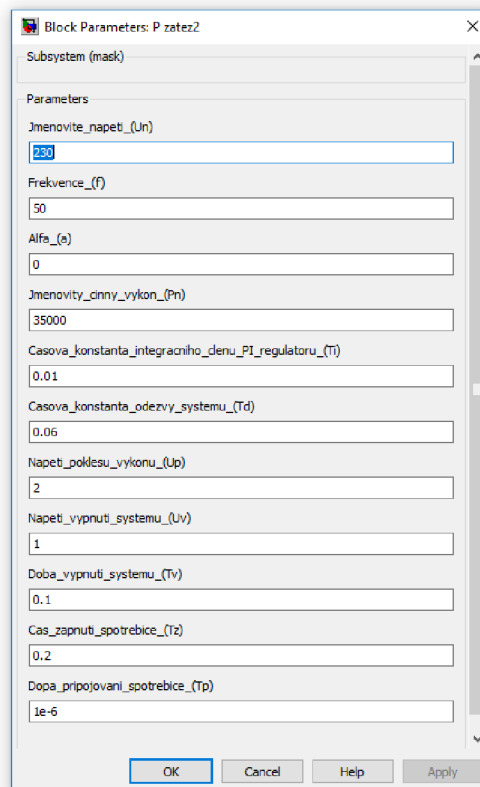 Block Parameters: P zatez2
Subsystem (mask)
Parameters
Jmenovite_napeti_(Un)
230
Frekvence_(f)
50
Alfa_(a)
0
Jmenovity_cinny_vykon_(Pn)
35000
Casova_konstanta_integracniho_clenu_PI_regulatoru_(Ti)
0.01
Casova_konstanta_odezvy_systemu_(Td)
0.06
Napeti_poklesu_vykonu_(Up)
2
Napeti_vypnuti_systemu_(Uv)
1
Doba_vypnuti_systemu_(Tv)
0.1
Cas_zapnuti_spotrebice_(Tz)
0.2
Dopa_pripojovani_spotrebice_(Tp)
1e-6
OK Cancel Help Apply